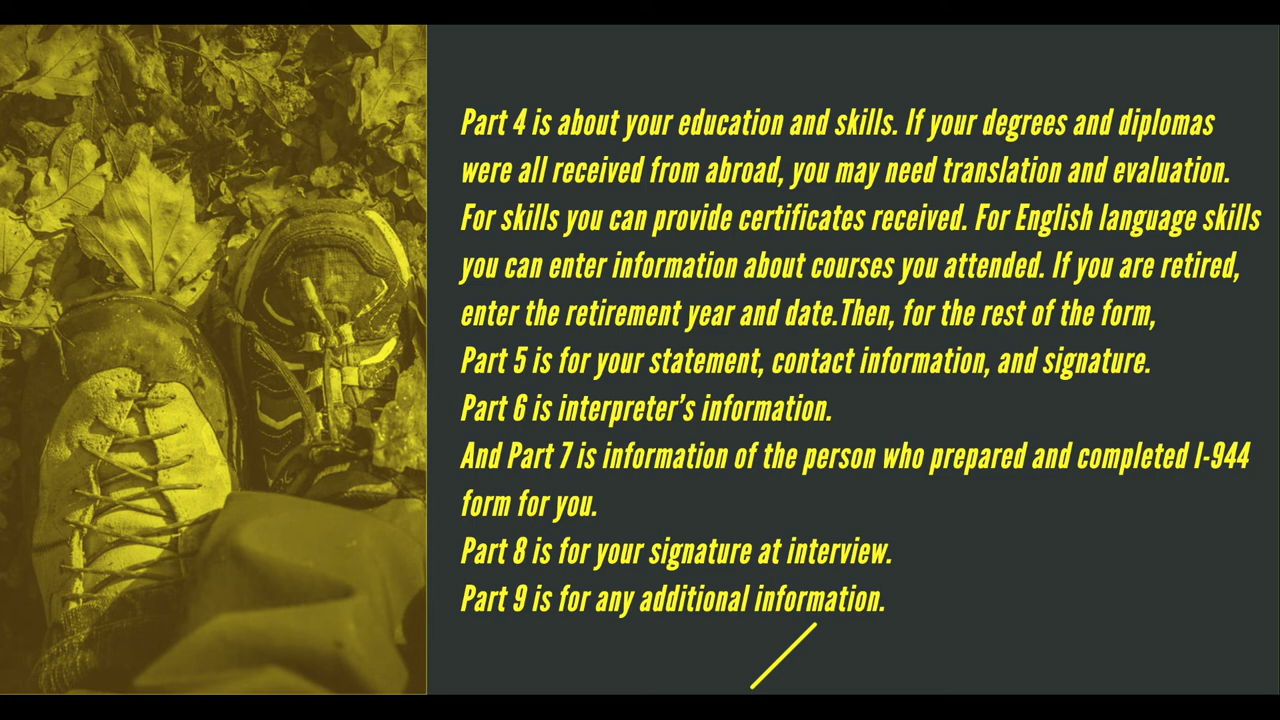 Part 4 is about your education and skills. If your degrees and diplomas
were all received from abroad, you may need translation and evaluation.
For skills you can provide certificates received. For English language skills
you can enter information about courses you attended. If you are retired,
enter the retirement year and date.Then, for the rest of the form,
Part 5 is for your statement, contact information, and signature.
Part 6 is interpreter's information.
And Part 7 is information of the person who prepared and completed I-944
form for you.
Part 8 is for your signature at interview.
Part 9 is for any additional information.